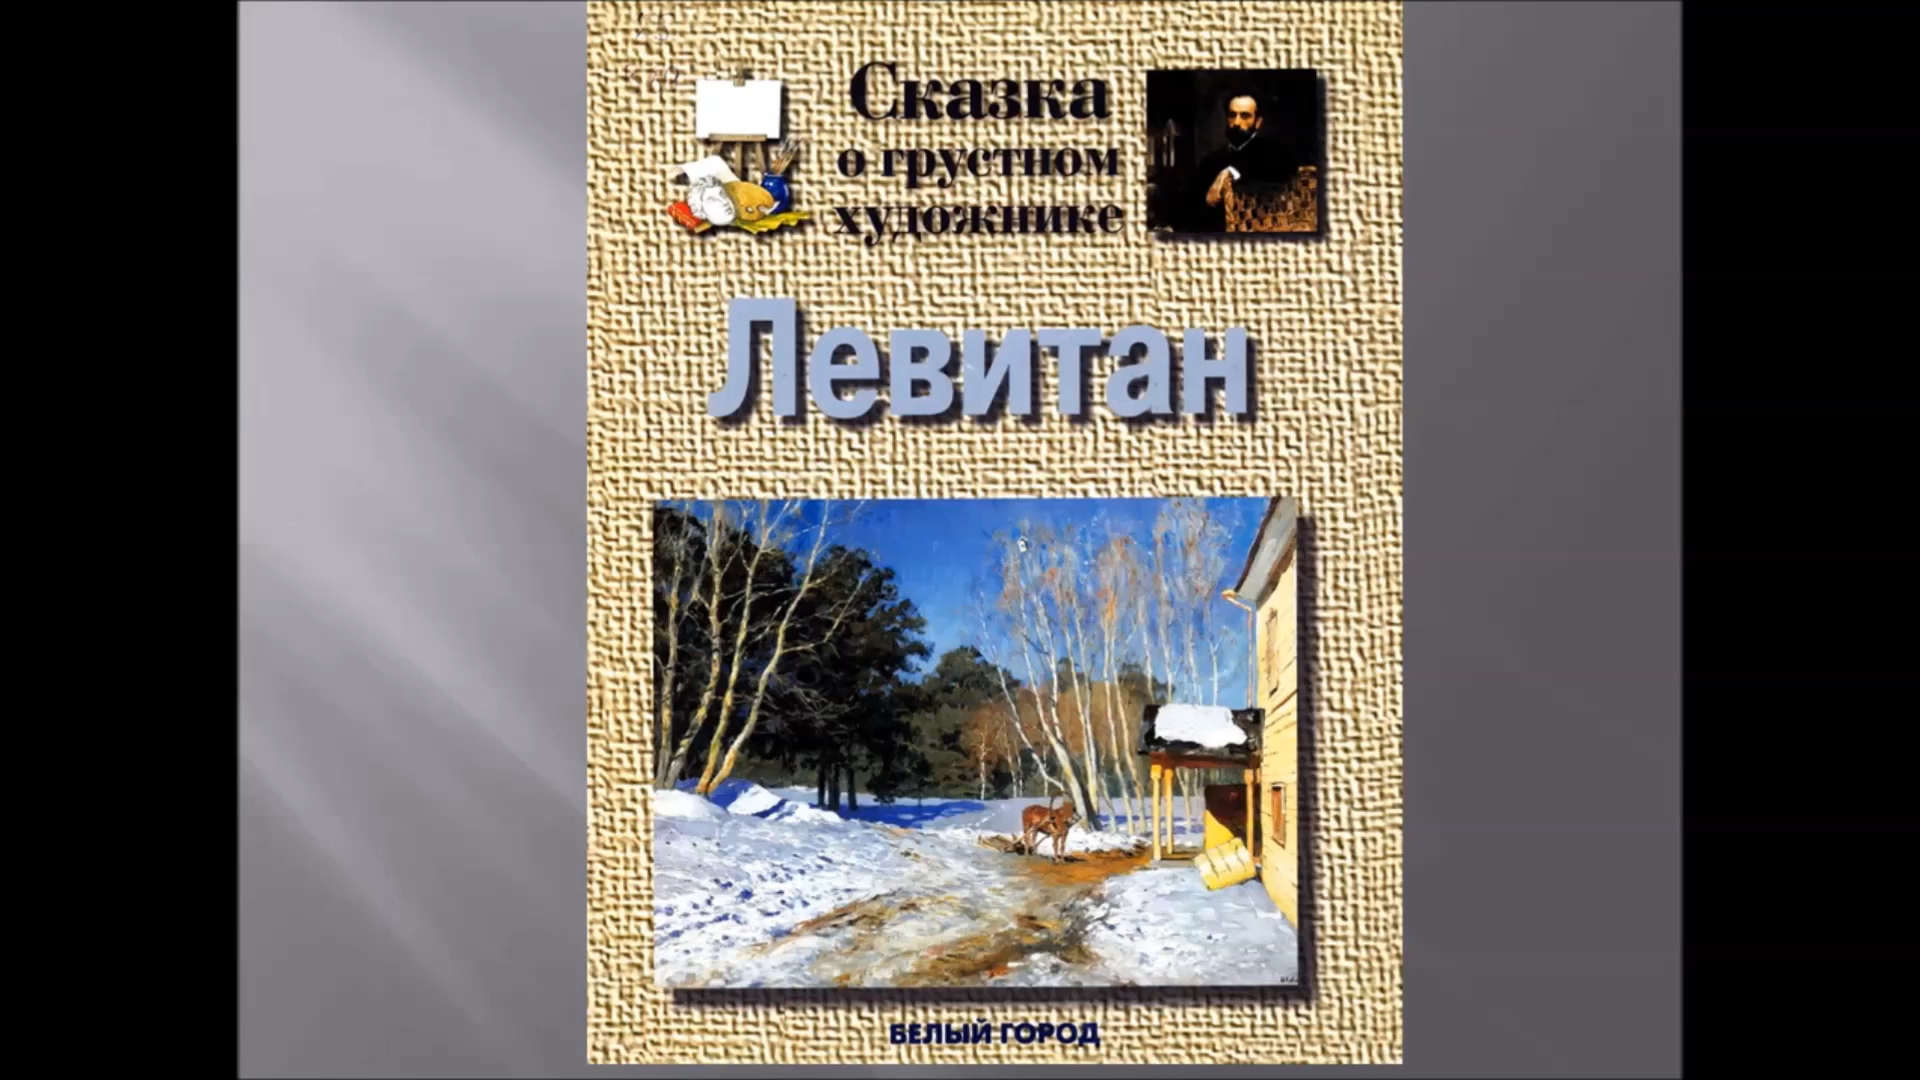 Сказка
о грустном
художнике
Левитан
БЕЛЫЙ ГОРОД